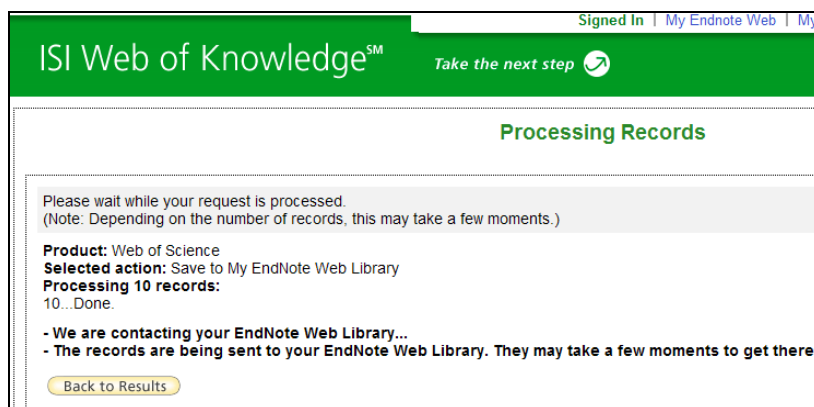 Signed In | My Endnote Web | My
ISI Web of Knowledge℠ Take the next step
Processing Records
Please wait while your request is processed.
(Note: Depending on the number of records, this may take a few moments.)
Product: Web of Science
Selected action: Save to My EndNote Web Library
Processing 10 records:
10...Done.
- We are contacting your EndNote Web Library...
- The records are being sent to your EndNote Web Library. They may take a few moments to get there
Back to Results